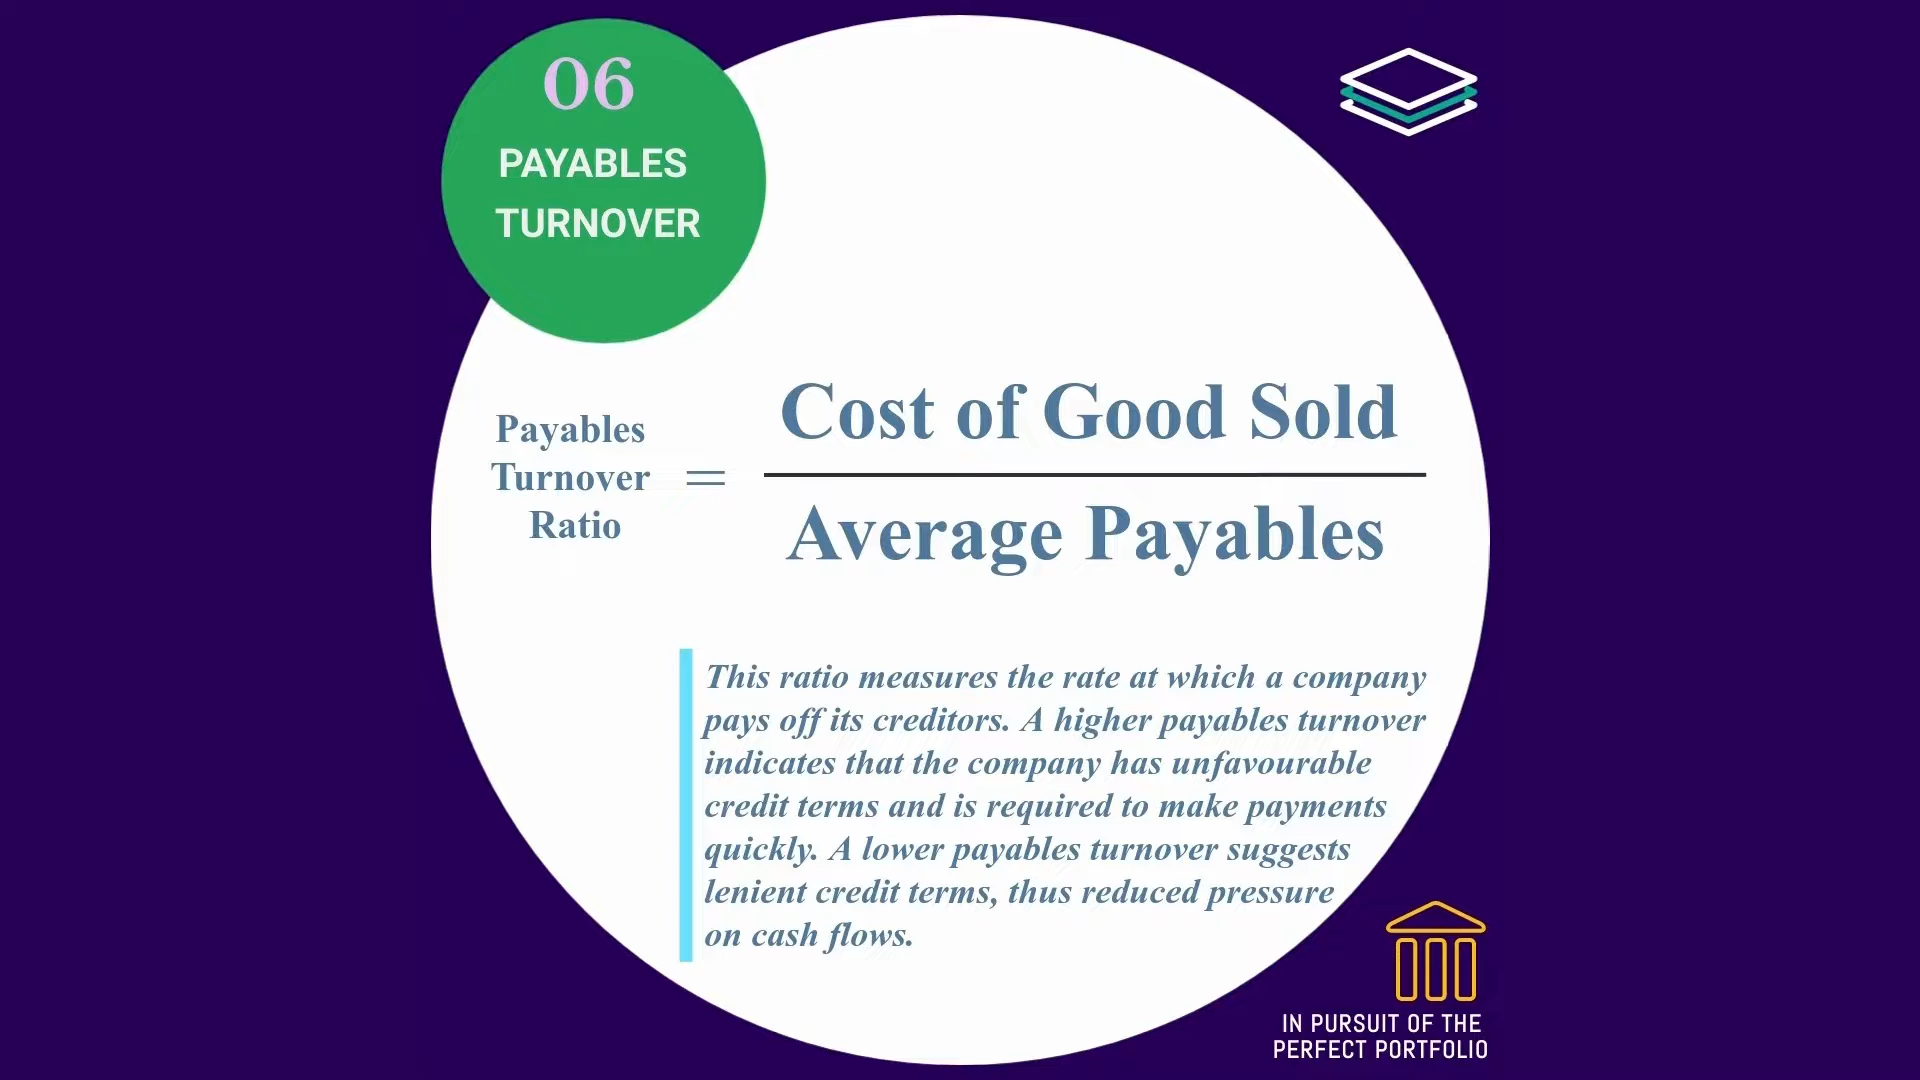 06
PAYABLES
TURNOVER
Payables
Turnover
Ratio
=
Cost of Good Sold
Average Payables
This ratio measures the rate at which a company
pays off its creditors. A higher payables turnover
indicates that the company has unfavourable
credit terms and is required to make payments
quickly. A lower payables turnover suggests
lenient credit terms, thus reduced pressure
on cash flows.
IN PURSUIT OF THE
PERFECT PORTFOLIO